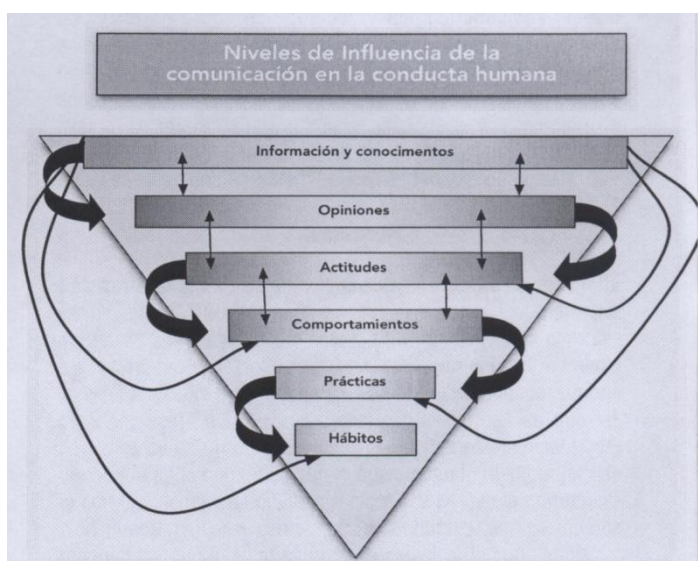 Niveles de Influencia de la
comunicación en la conducta humana
Información y conocimentos
Opiniones
Actitudes
Comportamientos
Prácticas
Hábitos